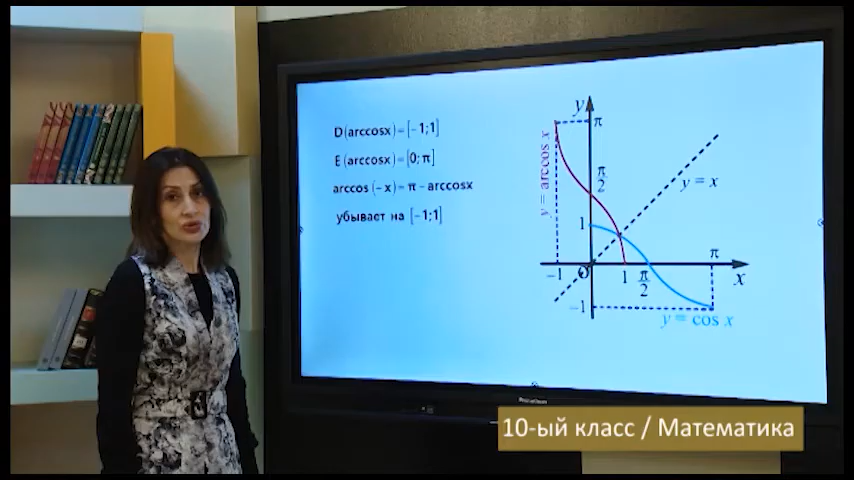 D(arccosx)=[-1;1]
E(arccosx)=[0;π]
arccos(-x)=π-arccosx
убывает на [-1;1]
y
π
y = arccos x
π/2
y = x
1
π
-1
O
1
π/2
x
-1
y = cos x
10-ый класс / Математика